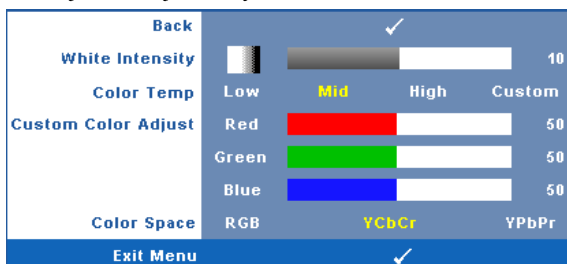 Back
White Intensity 10
Color Temp Low Mid High Custom
Custom Color Adjust Red 50
Green 50
Blue 50
Color Space RGB YCbCr YPbPr
Exit Menu